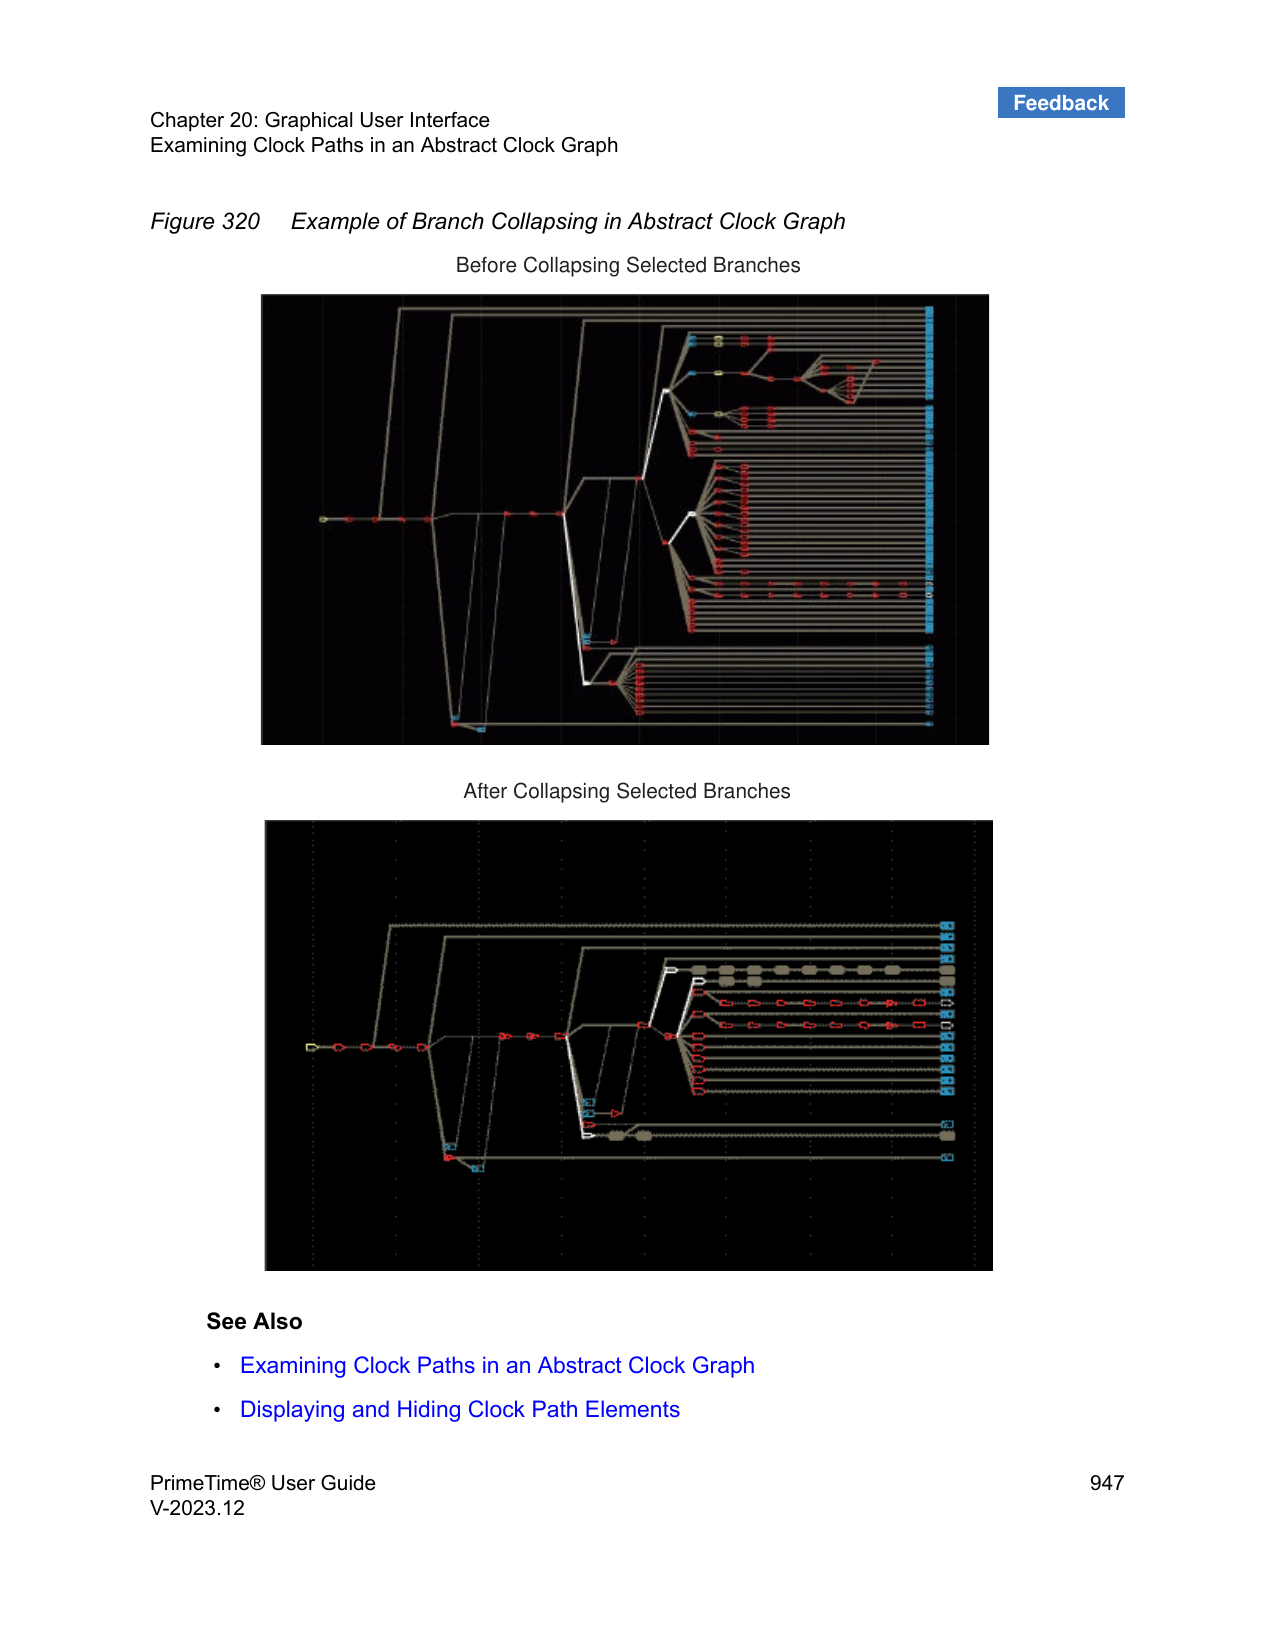 Feedback
Chapter 20: Graphical User Interface
Examining Clock Paths in an Abstract Clock Graph
Figure 320 Example of Branch Collapsing in Abstract Clock Graph
Before Collapsing Selected Branches
After Collapsing Selected Branches
See Also
• Examining Clock Paths in an Abstract Clock Graph
• Displaying and Hiding Clock Path Elements
PrimeTime® User Guide 947
V-2023.12